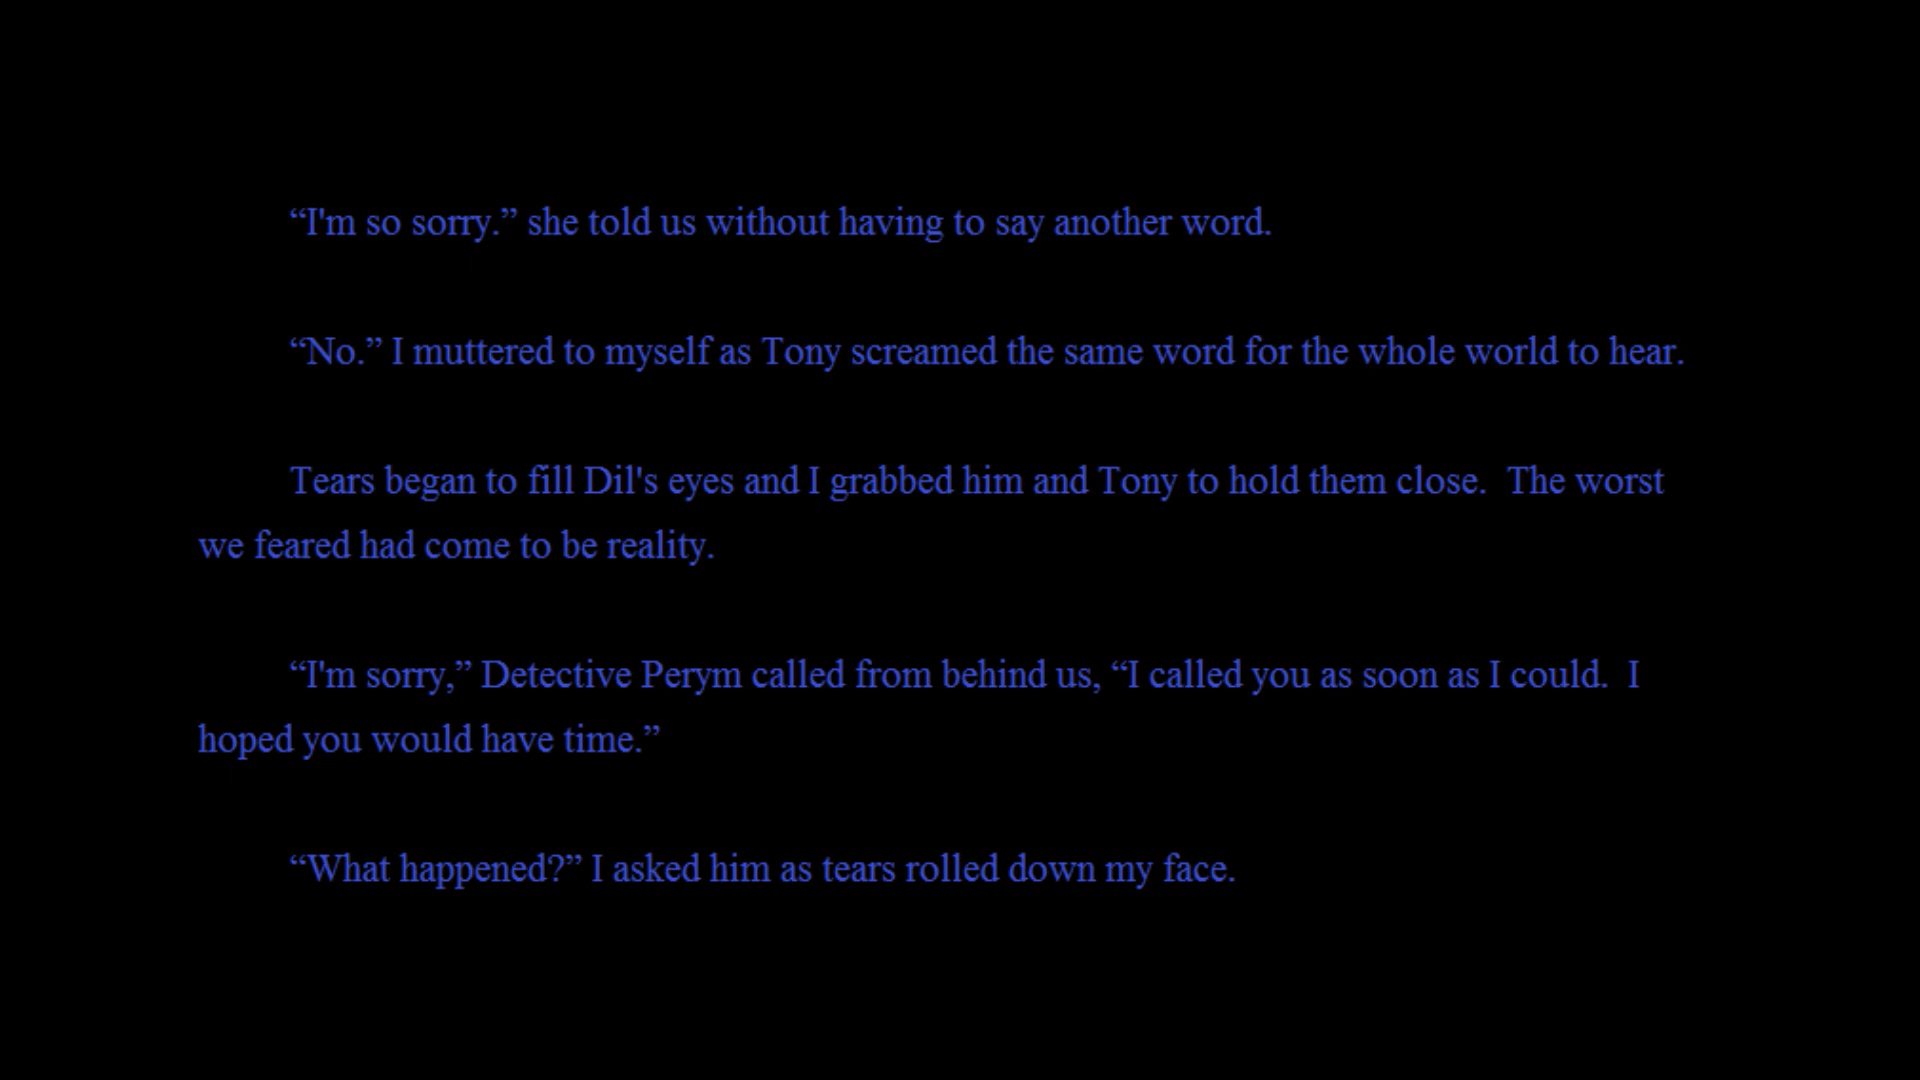 “I'm so sorry.” she told us without having to say another word.
“No.” I muttered to myself as Tony screamed the same word for the whole world to hear.
Tears began to fill Dil's eyes and I grabbed him and Tony to hold them close.  The worst
we feared had come to be reality.
“I'm sorry,” Detective Perym called from behind us, “I called you as soon as I could.  I
hoped you would have time.”
“What happened?” I asked him as tears rolled down my face.